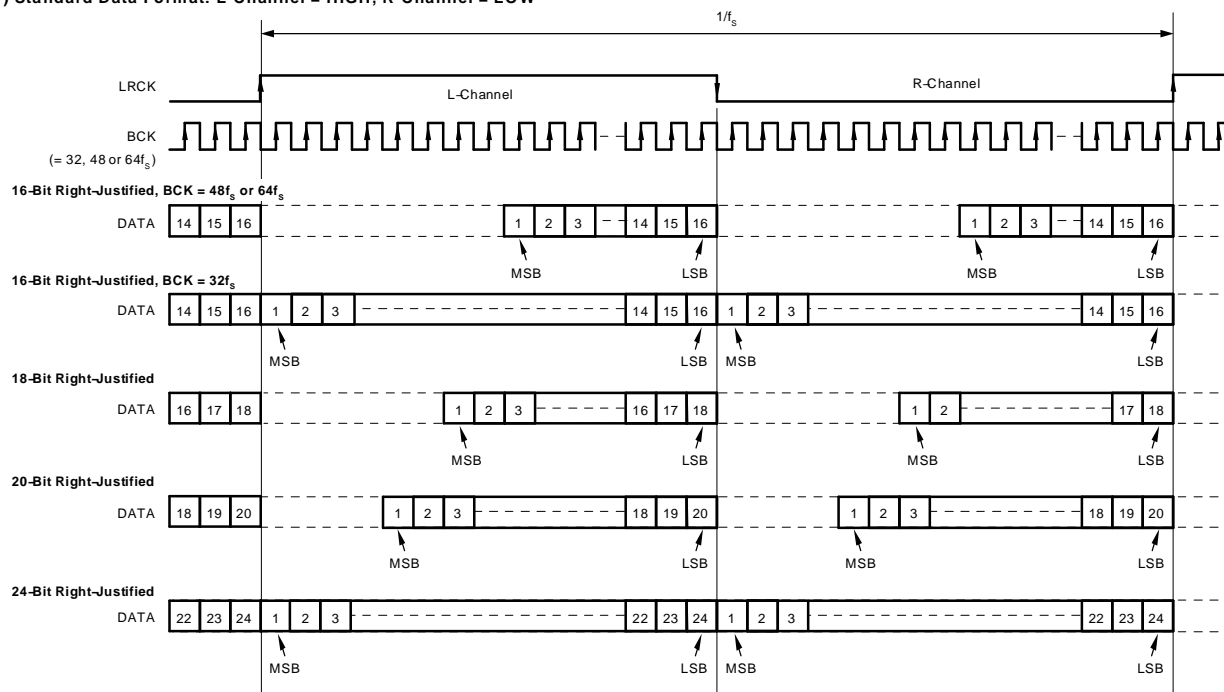 ) Standard Data Format: L-Channel = HIGH, R-Channel = LOW
1/fS
LRCK
L-Channel
R-Channel
BCK
(= 32, 48 or 64fS)
16-Bit Right-Justified, BCK = 48fS or 64fS
DATA 14 15 16 1 2 3 14 15 16 1 2 3 14 15 16
MSB LSB MSB LSB
16-Bit Right-Justified, BCK = 32fS
DATA 14 15 16 1 2 3 14 15 16 1 2 3 14 15 16
MSB LSB MSB LSB
18-Bit Right-Justified
DATA 16 17 18 1 2 3 16 17 18 1 2 17 18
MSB LSB MSB LSB
20-Bit Right-Justified
DATA 18 19 20 1 2 3 18 19 20 1 2 3 18 19 20
MSB LSB MSB LSB
24-Bit Right-Justified
DATA 22 23 24 1 2 3 22 23 24 1 2 3 22 23 24
MSB LSB MSB LSB